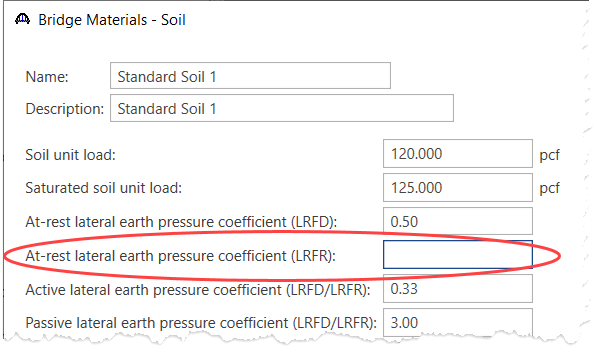 Bridge Materials - Soil
Name: Standard Soil 1
Description: Standard Soil 1
Soil unit load: 120.000 pcf
Saturated soil unit load: 125.000 pcf
At-rest lateral earth pressure coefficient (LRFD): 0.50
At-rest lateral earth pressure coefficient (LRFR):
Active lateral earth pressure coefficient (LRFD/LRFR): 0.33
Passive lateral earth pressure coefficient (LRFD/LRFR): 3.00